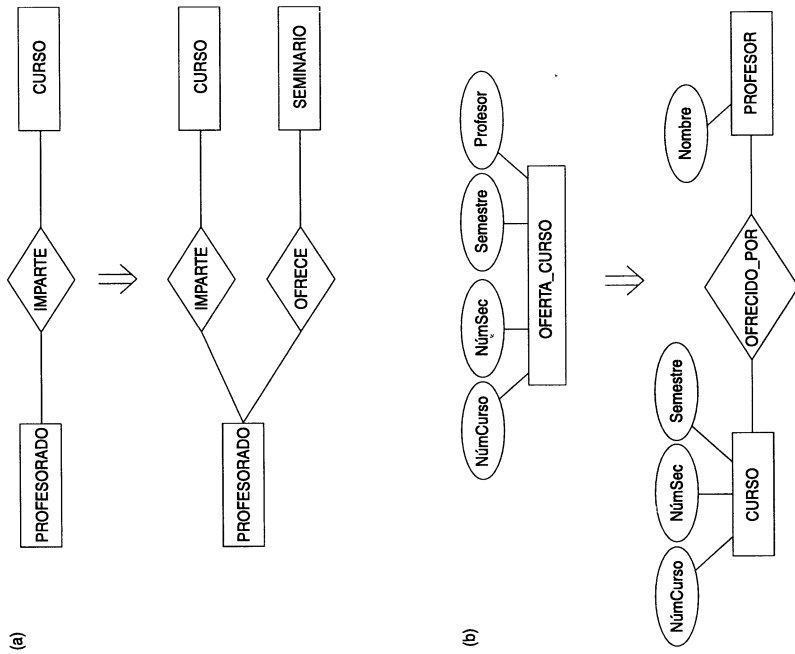 (a)
PROFESORADO
IMPARTE
CURSO
PROFESORADO
IMPARTE
CURSO
OFRECE
SEMINARIO
(b)
NúmCurso
NúmSec
Semestre
Profesor
OFERTA_CURSO
NúmCurso
NúmSec
Semestre
CURSO
OFRECIDO_POR
Nombre
PROFESOR